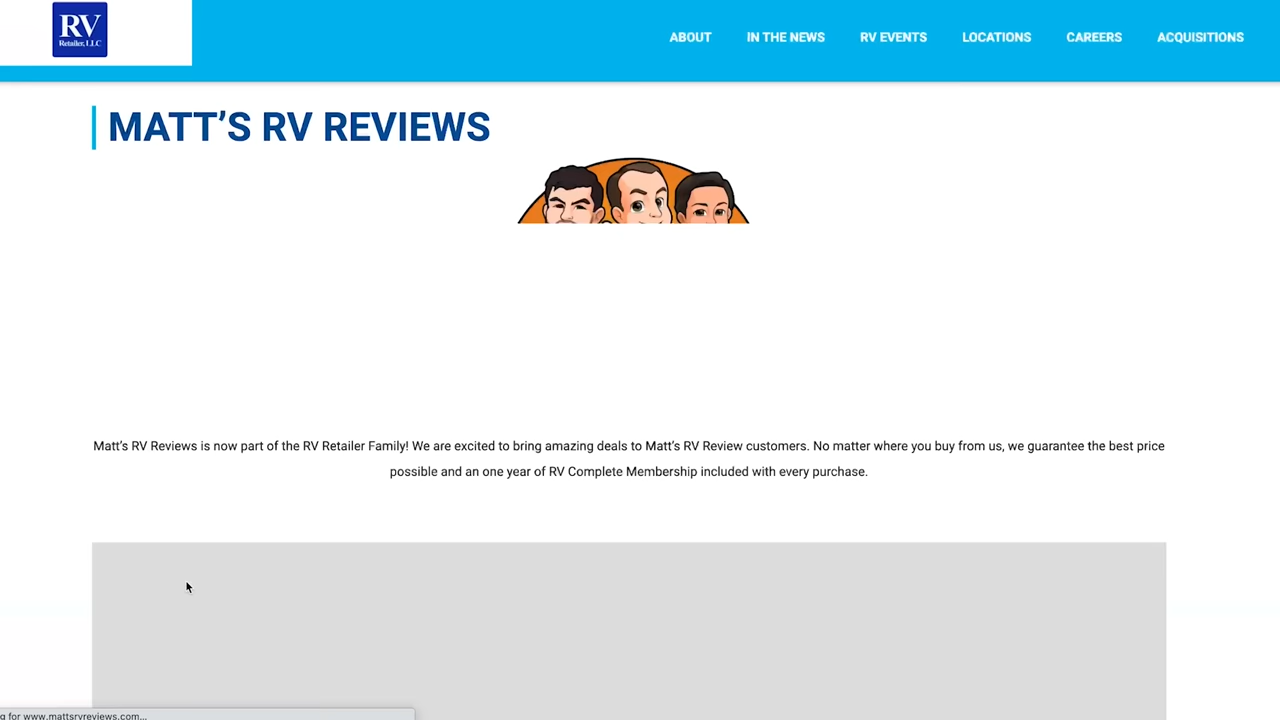 RV
Retailer, LLC
ABOUT
IN THE NEWS
RV EVENTS
LOCATIONS
CAREERS
ACQUISITIONS
MATT’S RV REVIEWS
Matt’s RV Reviews is now part of the RV Retailer Family! We are excited to bring amazing deals to Matt’s RV Review customers. No matter where you buy from us, we guarantee the best price
possible and an one year of RV Complete Membership included with every purchase.
g for www.mattsrvreviews.com...